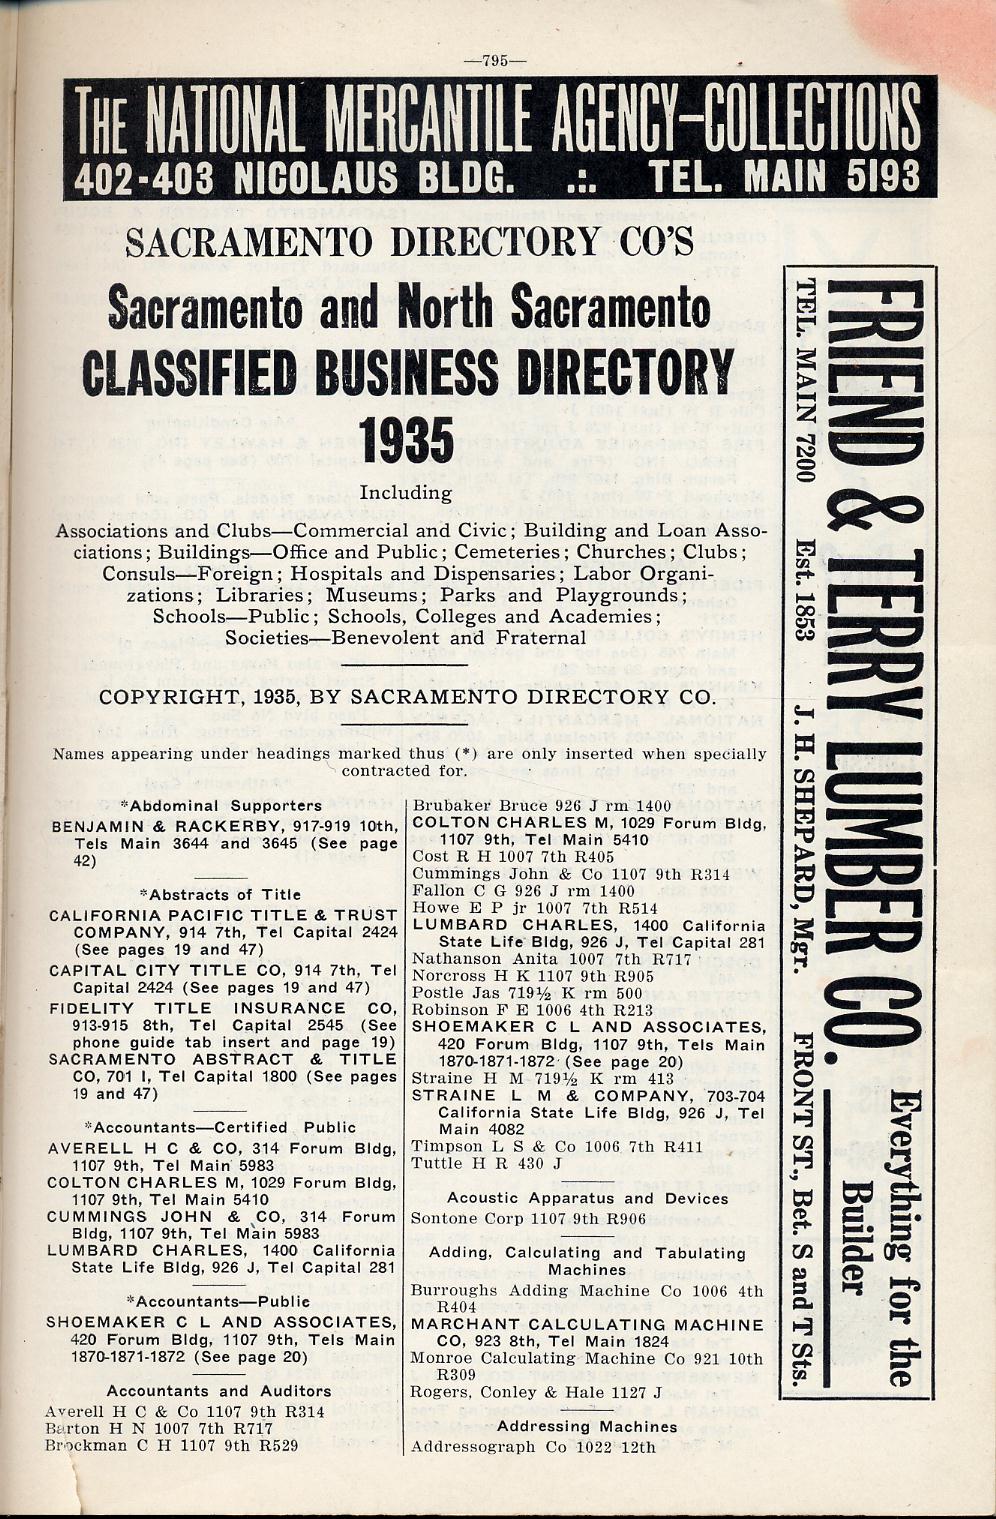 —795—
THE NATIONAL MERCANTILE AGENCY—COLLECTIONS
402-403 NICOLAUS BLDG. .:. TEL. MAIN 5193
SACRAMENTO DIRECTORY CO'S
Sacramento and North Sacramento
CLASSIFIED BUSINESS DIRECTORY
1935
Including
Associations and Clubs—Commercial and Civic; Building and Loan Asso-
ciations; Buildings—Office and Public; Cemeteries; Churches; Clubs;
Consuls—Foreign; Hospitals and Dispensaries; Labor Organi-
zations; Libraries; Museums; Parks and Playgrounds;
Schools—Public; Schools, Colleges and Academies;
Societies—Benevolent and Fraternal
COPYRIGHT, 1935, BY SACRAMENTO DIRECTORY CO.
Names appearing under headings marked thus (*) are only inserted when specially
contracted for.
*Abdominal Supporters
BENJAMIN & RACKERBY, 917-919 10th,
Tels Main 3644 and 3645 (See page
42)
*Abstracts of Title
CALIFORNIA PACIFIC TITLE & TRUST
COMPANY, 914 7th, Tel Capital 2424
(See pages 19 and 47)
CAPITAL CITY TITLE CO, 914 7th, Tel
Capital 2424 (See pages 19 and 47)
FIDELITY TITLE INSURANCE CO,
913-915 8th, Tel Capital 2545 (See
phone guide tab insert and page 19)
SACRAMENTO ABSTRACT & TITLE
CO, 701 I, Tel Capital 1800 (See pages
19 and 47)
*Accountants—Certified Public
AVERELL H C & CO, 314 Forum Bldg,
1107 9th, Tel Main 5983
COLTON CHARLES M, 1029 Forum Bldg,
1107 9th, Tel Main 5410
CUMMINGS JOHN & CO, 314 Forum
Bldg, 1107 9th, Tel Main 5983
LUMBARD CHARLES, 1400 California
State Life Bldg, 926 J, Tel Capital 281
*Accountants—Public
SHOEMAKER C L AND ASSOCIATES,
420 Forum Bldg, 1107 9th, Tels Main
1870-1871-1872 (See page 20)
Accountants and Auditors
Averell H C & Co 1107 9th R314
Barton H N 1007 7th R717
Brockman C H 1107 9th R529
Brubaker Bruce 926 J rm 1400
COLTON CHARLES M, 1029 Forum Bldg,
1107 9th, Tel Main 5410
Cost R H 1007 7th R405
Cummings John & Co 1107 9th R314
Fallon C G 926 J rm 1400
Howe E P jr 1007 7th R514
LUMBARD CHARLES, 1400 California
State Life Bldg, 926 J, Tel Capital 281
Nathanson Anita 1007 7th R717
Norcross H K 1107 9th R905
Postle Jas 719½ K rm 500
Robinson F E 1006 4th R213
SHOEMAKER C L AND ASSOCIATES,
420 Forum Bldg, 1107 9th, Tels Main
1870-1871-1872 (See page 20)
Straine H M 719½ K rm 413
STRAINE L M & COMPANY, 703-704
California State Life Bldg, 926 J, Tel
Main 4082
Timpson L S & Co 1006 7th R411
Tuttle H R 430 J
Acoustic Apparatus and Devices
Sontone Corp 1107 9th R906
Adding, Calculating and Tabulating
Machines
Burroughs Adding Machine Co 1006 4th
R404
MARCHANT CALCULATING MACHINE
CO, 923 8th, Tel Main 1824
Monroe Calculating Machine Co 921 10th
R309
Rogers, Conley & Hale 1127 J
Addressing Machines
Addressograph Co 1022 12th
FRIEND & TERRY LUMBER CO.
Everything for the
Builder
TEL. MAIN 7200 Est. 1853 J. H. SHEPARD, Mgr. FRONT ST., Bet. S and T Sts.